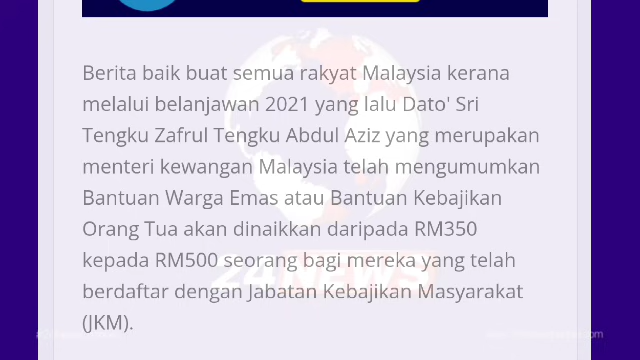 Berita baik buat semua rakyat Malaysia kerana
melalui belanjawan 2021 yang lalu Dato' Sri
Tengku Zafrul Tengku Abdul Aziz yang merupakan
menteri kewangan Malaysia telah mengumumkan
Bantuan Warga Emas atau Bantuan Kebajikan
Orang Tua akan dinaikkan daripada RM350
kepada RM500 seorang bagi mereka yang telah
24 NEWS
berdaftar dengan Jabatan Kebajikan Masyarakat
(JKM).